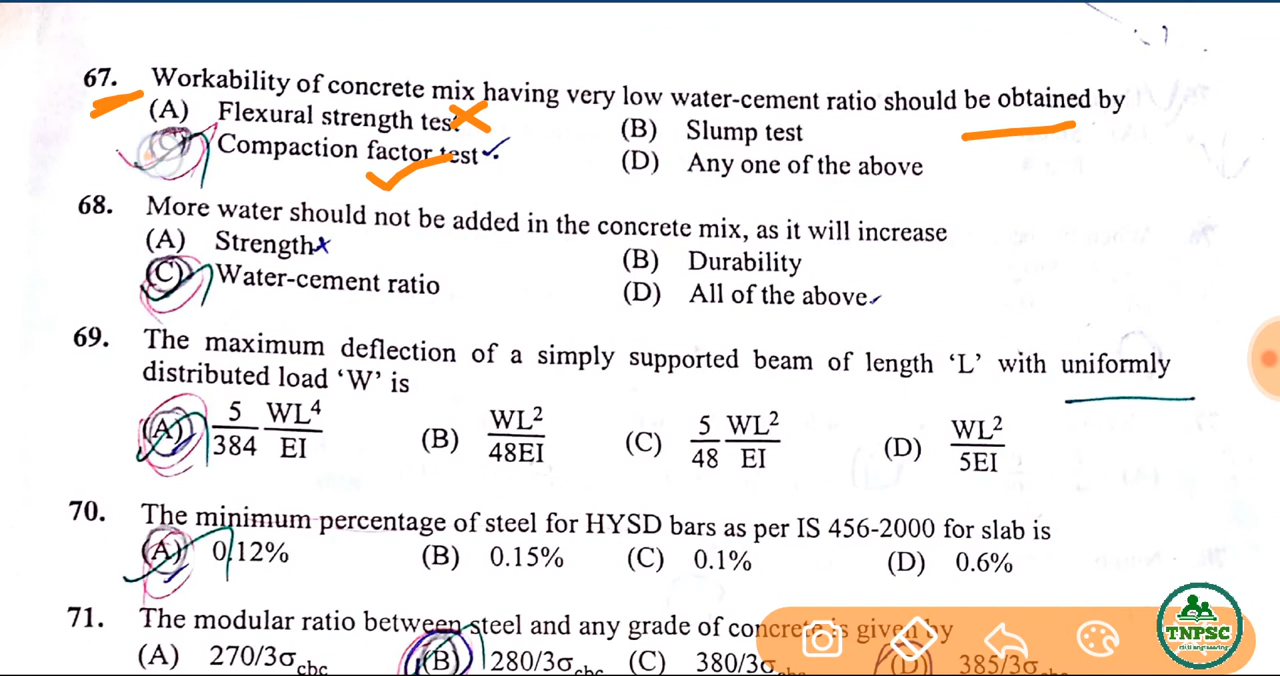 67. Workability of concrete mix having very low water-cement ratio should be obtained by
(A) Flexural strength test
(B) Slump test
(C) Compaction factor test
(D) Any one of the above
68. More water should not be added in the concrete mix, as it will increase
(A) Strength
(B) Durability
(C) Water-cement ratio
(D) All of the above
69. The maximum deflection of a simply supported beam of length ‘L’ with uniformly
distributed load ‘W’ is
(A) 5/384 WL⁴/EI (B) WL²/48EI (C) 5/48 WL²/EI (D) WL²/5EI
70. The minimum percentage of steel for HYSD bars as per IS 456-2000 for slab is
(A) 0.12% (B) 0.15% (C) 0.1% (D) 0.6%
71. The modular ratio between steel and any grade of concrete is given by
(A) 270/3σcbc (B) 280/3σcbc (C) 380/3σcbc (D) 385/3σcbc
TNPSC